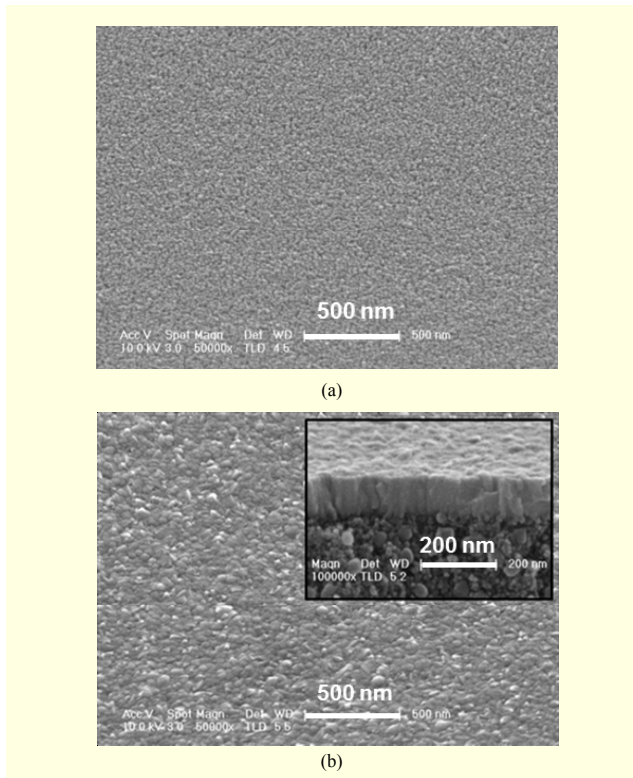 500 nm
Acc.V Spot Magn Det WD 500 nm
10.0 kV 3.0 50000x TLD 4.5
(a)
200 nm
Magn Det WD 200 nm
100000x TLD 5.2
500 nm
Acc.V Spot Magn Det WD 500 nm
10.0 kV 3.0 50000x TLD 5.5
(b)